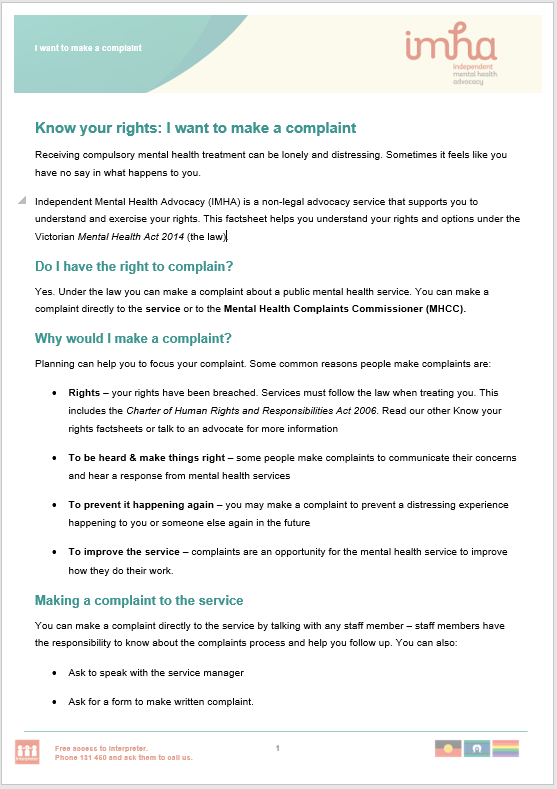 I want to make a complaint
imha
independent
mental health
advocacy
Know your rights: I want to make a complaint
Receiving compulsory mental health treatment can be lonely and distressing. Sometimes it feels like you
have no say in what happens to you.
Independent Mental Health Advocacy (IMHA) is a non-legal advocacy service that supports you to
understand and exercise your rights. This factsheet helps you understand your rights and options under the
Victorian Mental Health Act 2014 (the law).
Do I have the right to complain?
Yes. Under the law you can make a complaint about a public mental health service. You can make a
complaint directly to the service or to the Mental Health Complaints Commissioner (MHCC).
Why would I make a complaint?
Planning can help you to focus your complaint. Some common reasons people make complaints are:
• Rights – your rights have been breached. Services must follow the law when treating you. This
includes the Charter of Human Rights and Responsibilities Act 2006. Read our other Know your
rights factsheets or talk to an advocate for more information
• To be heard & make things right – some people make complaints to communicate their concerns
and hear a response from mental health services
• To prevent it happening again – you may make a complaint to prevent a distressing experience
happening to you or someone else again in the future
• To improve the service – complaints are an opportunity for the mental health service to improve
how they do their work.
Making a complaint to the service
You can make a complaint directly to the service by talking with any staff member – staff members have
the responsibility to know about the complaints process and help you follow up. You can also:
• Ask to speak with the service manager
• Ask for a form to make written complaint.
Free access to interpreter.
Phone 131 450 and ask them to call us.
1